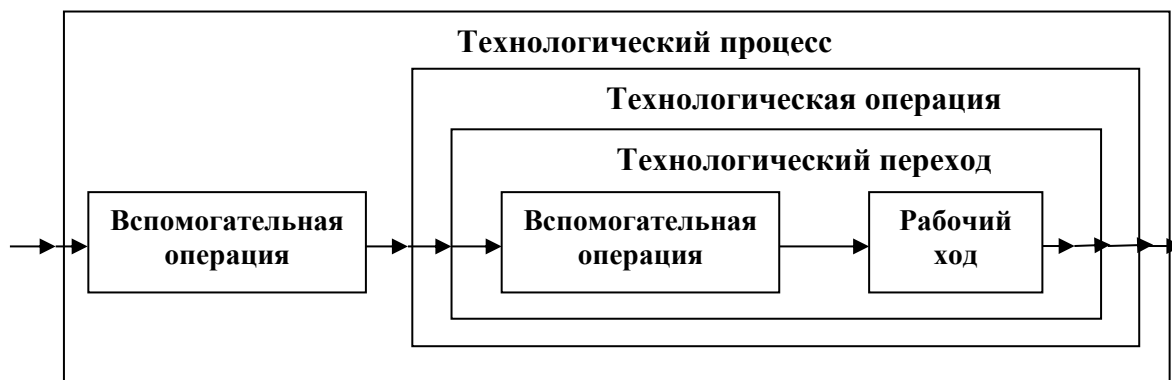 Технологический процесс
Технологическая операция
Технологический переход
Вспомогательная
операция
Вспомогательная
операция
Рабочий
ход